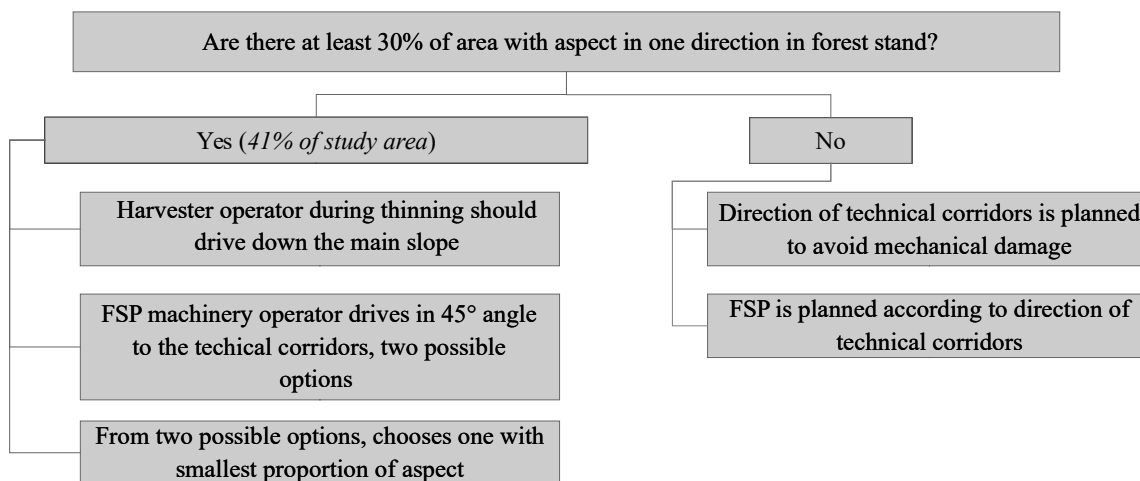 Are there at least 30% of area with aspect in one direction in forest stand?
Yes (41% of study area)
No
Harvester operator during thinning should
drive down the main slope
Direction of technical corridors is planned
to avoid mechanical damage
FSP machinery operator drives in 45° angle
to the techical corridors, two possible
options
FSP is planned according to direction of
technical corridors
From two possible options, chooses one with
smallest proportion of aspect